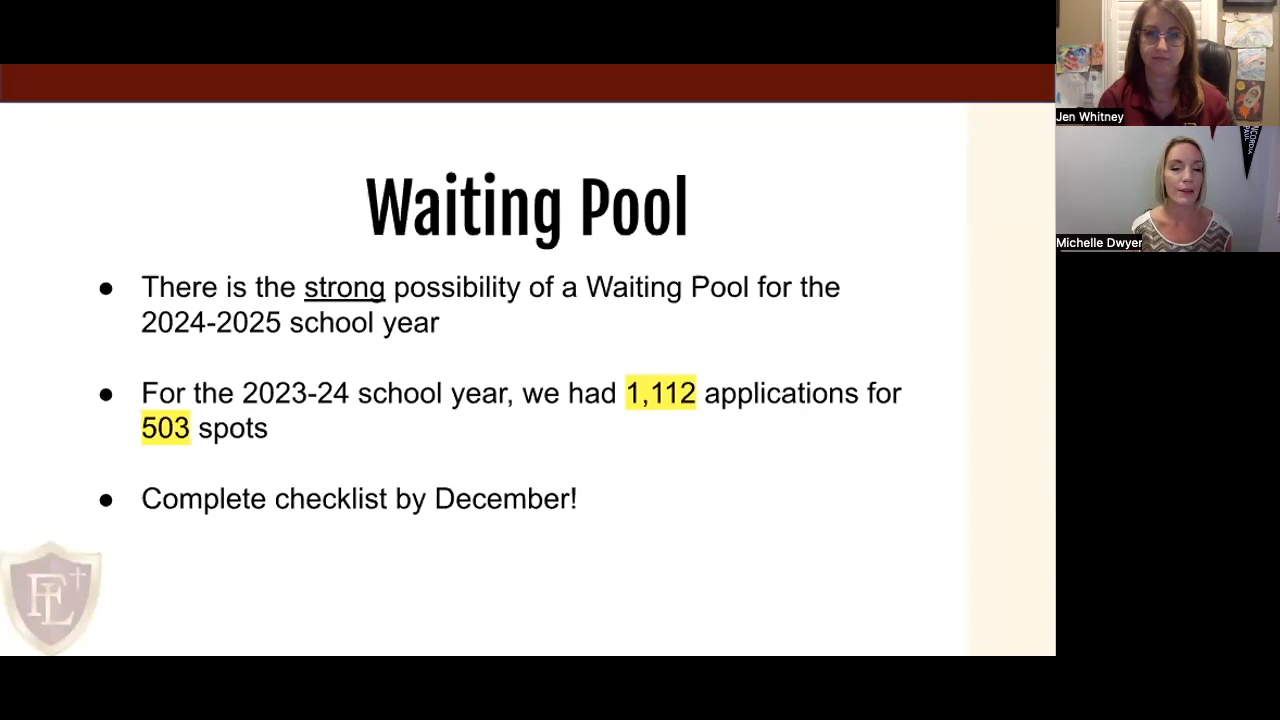 Waiting Pool
● There is the strong possibility of a Waiting Pool for the
2024-2025 school year
● For the 2023-24 school year, we had 1,112 applications for
503 spots
● Complete checklist by December!
FL
Jen Whitney
CONCORDIA
Michelle Dwyer